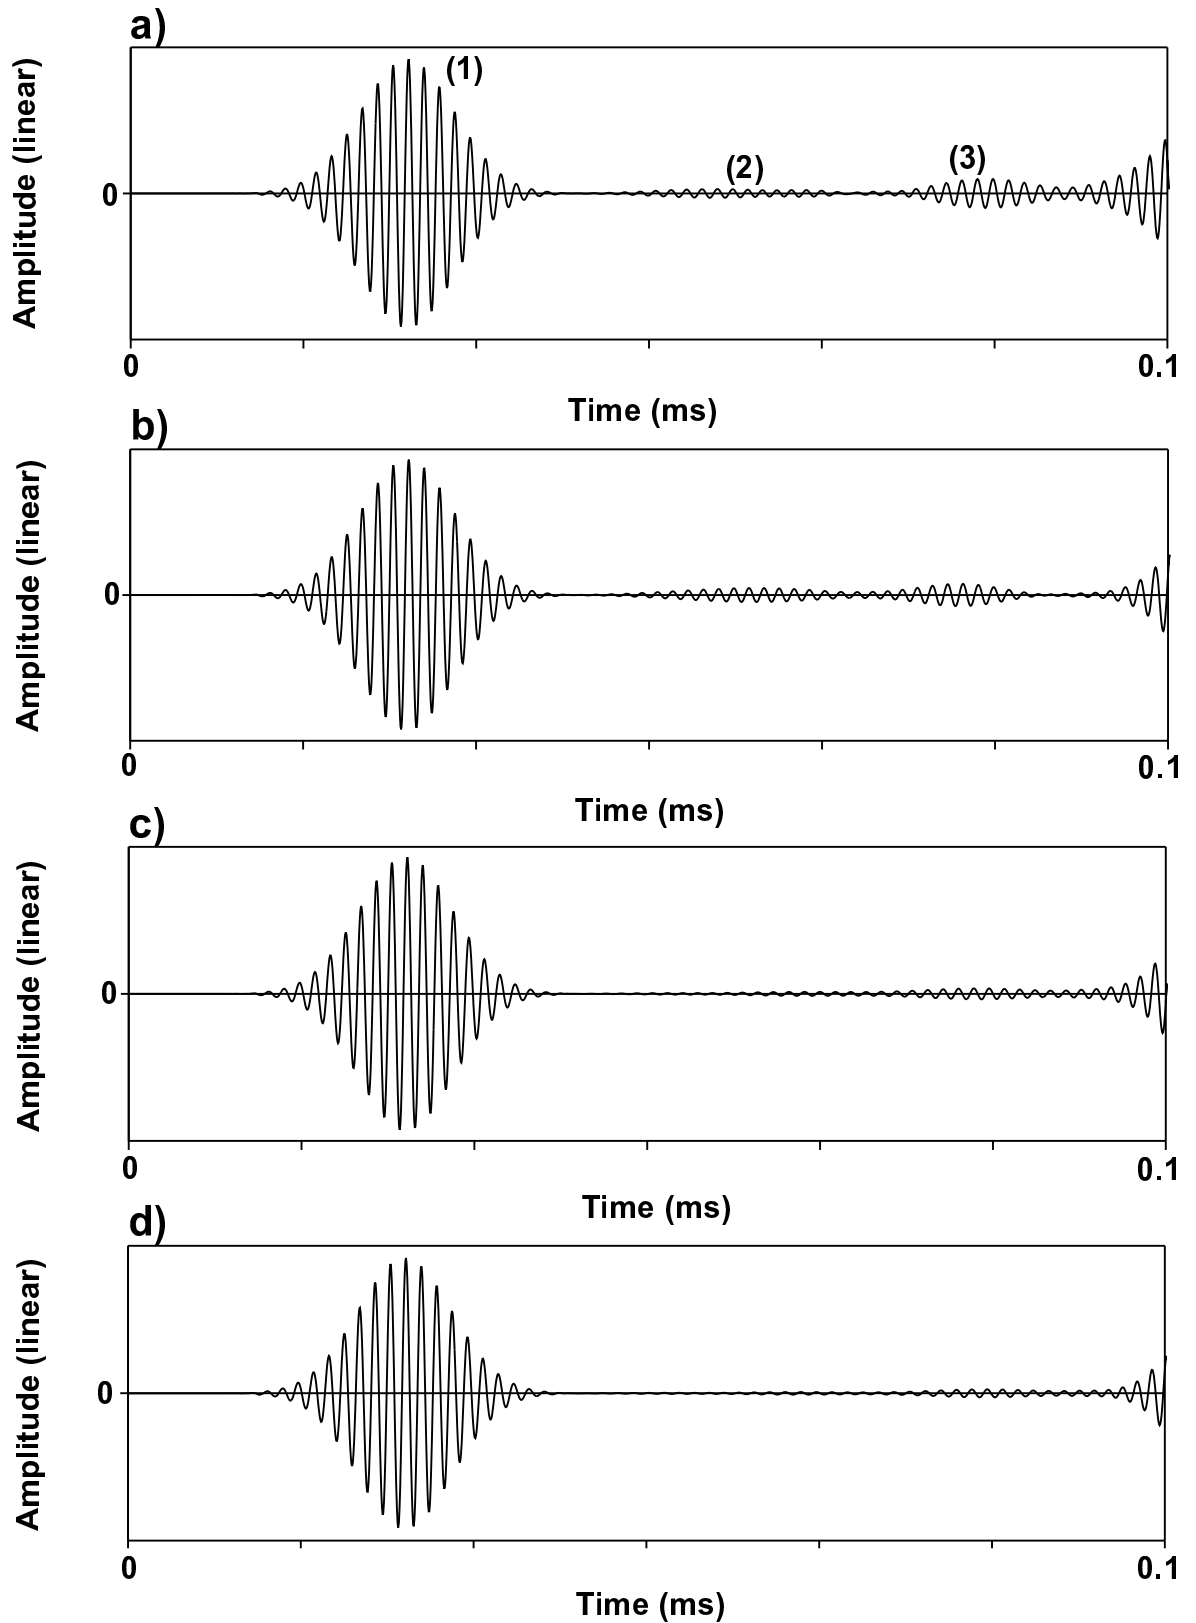 a)
Amplitude (linear)
(1)
(2)
(3)
0
0
0.1
Time (ms)
b)
Amplitude (linear)
0
0
0.1
Time (ms)
c)
Amplitude (linear)
0
0
0.1
Time (ms)
d)
Amplitude (linear)
0
0
0.1
Time (ms)